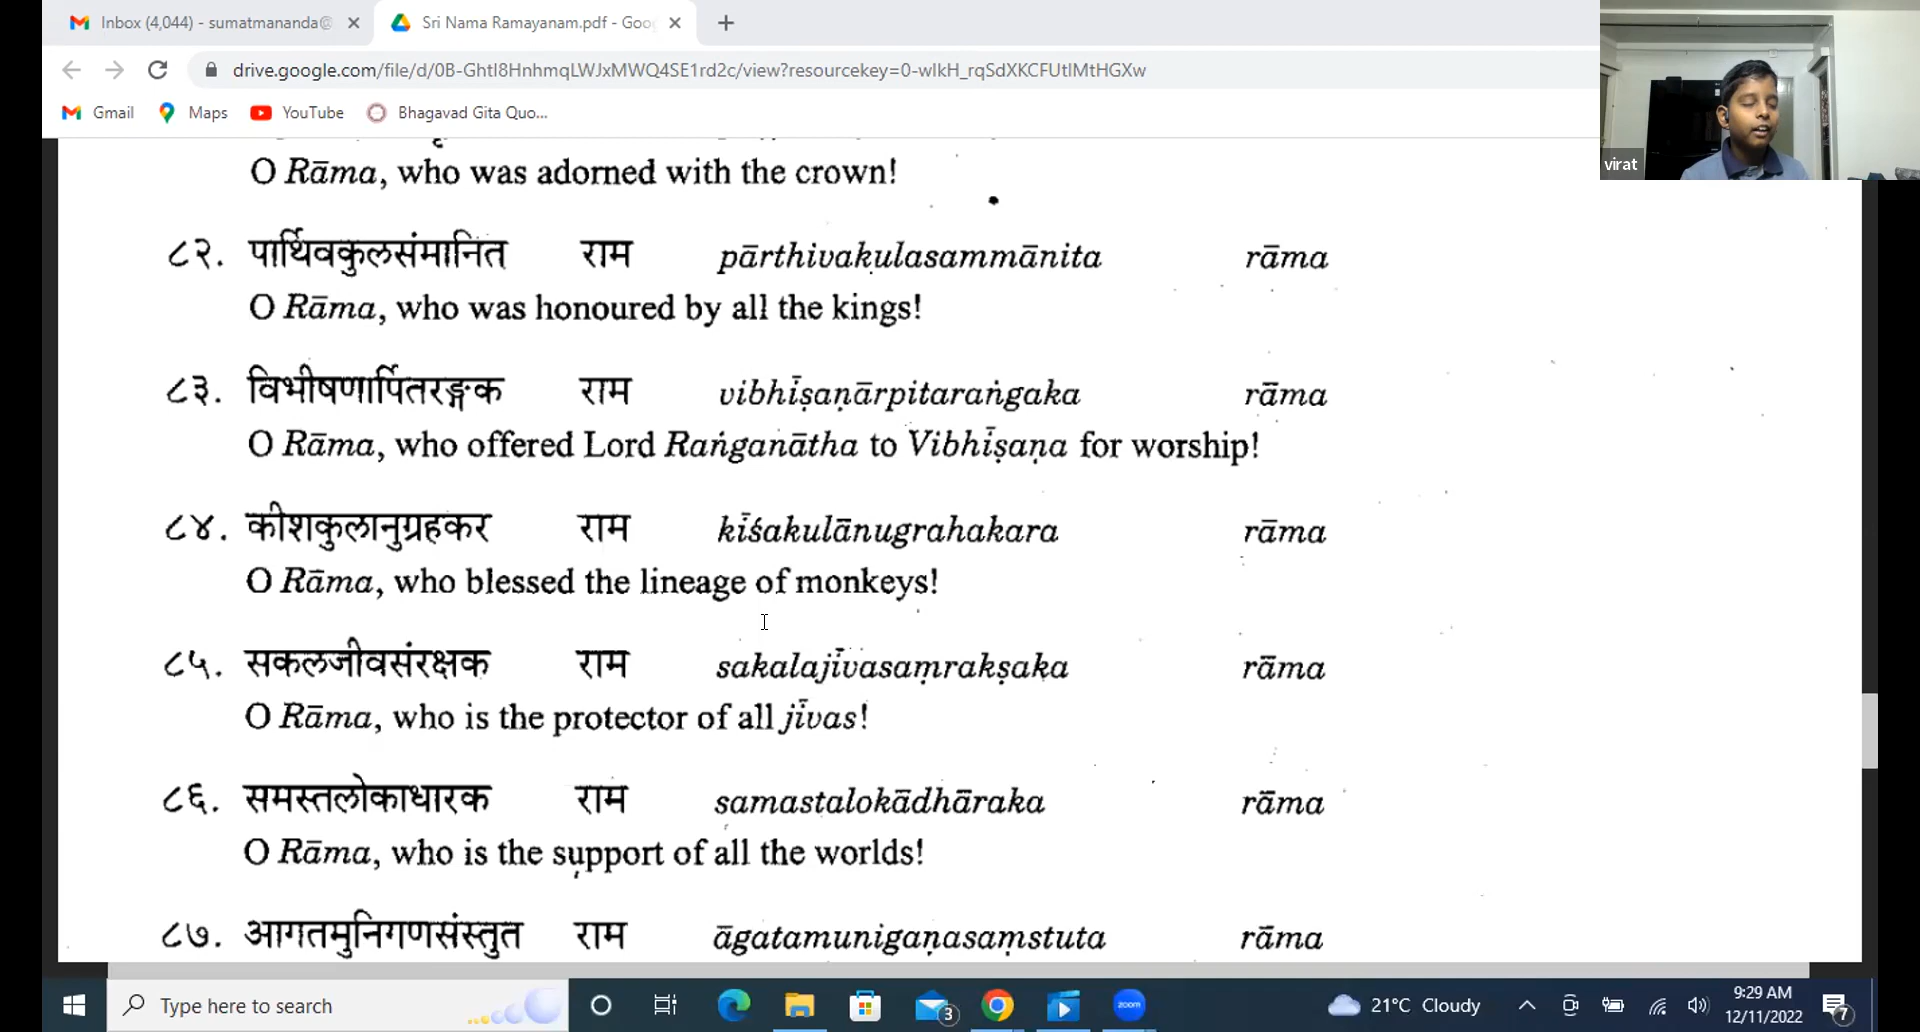 Inbox (4,044) - sumatmananda@
Sri Nama Ramayanam.pdf - Goo
drive.google.com/file/d/0B-Ghtl8HnhmqLWJxMWQ4SE1rd2c/view?resourcekey=0-wIkH_rqSdXKCFUtlMtHGXw
Gmail Maps YouTube Bhagavad Gita Quo...
virat
O Rāma, who was adorned with the crown!
८२. पार्थिवकुलसंमानित राम pārthivakulasammānita rāma
O Rāma, who was honoured by all the kings!
८३. विभीषणार्पितरङ्गक राम vibhīṣaṇārpitaraṅgaka rāma
O Rāma, who offered Lord Raṅganātha to Vibhīṣaṇa for worship!
८४. कीशकुलानुग्रहकर राम kīśakulānugrahakara rāma
O Rāma, who blessed the lineage of monkeys!
८५. सकलजीवसंरक्षक राम sakalajīvasaṃrakṣaka rāma
O Rāma, who is the protector of all jīvas!
८६. समस्तलोकाधारक राम samastalokādhāraka rāma
O Rāma, who is the support of all the worlds!
८७. आगतमुनिगणसंस्तुत राम āgatamunigaṇasaṃstuta rāma
Type here to search
3
zoom
21°C Cloudy
9:29 AM
12/11/2022
7